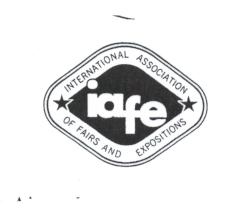 INTERNATIONAL ASSOCIATION
iafe
OF FAIRS AND EXPOSITIONS